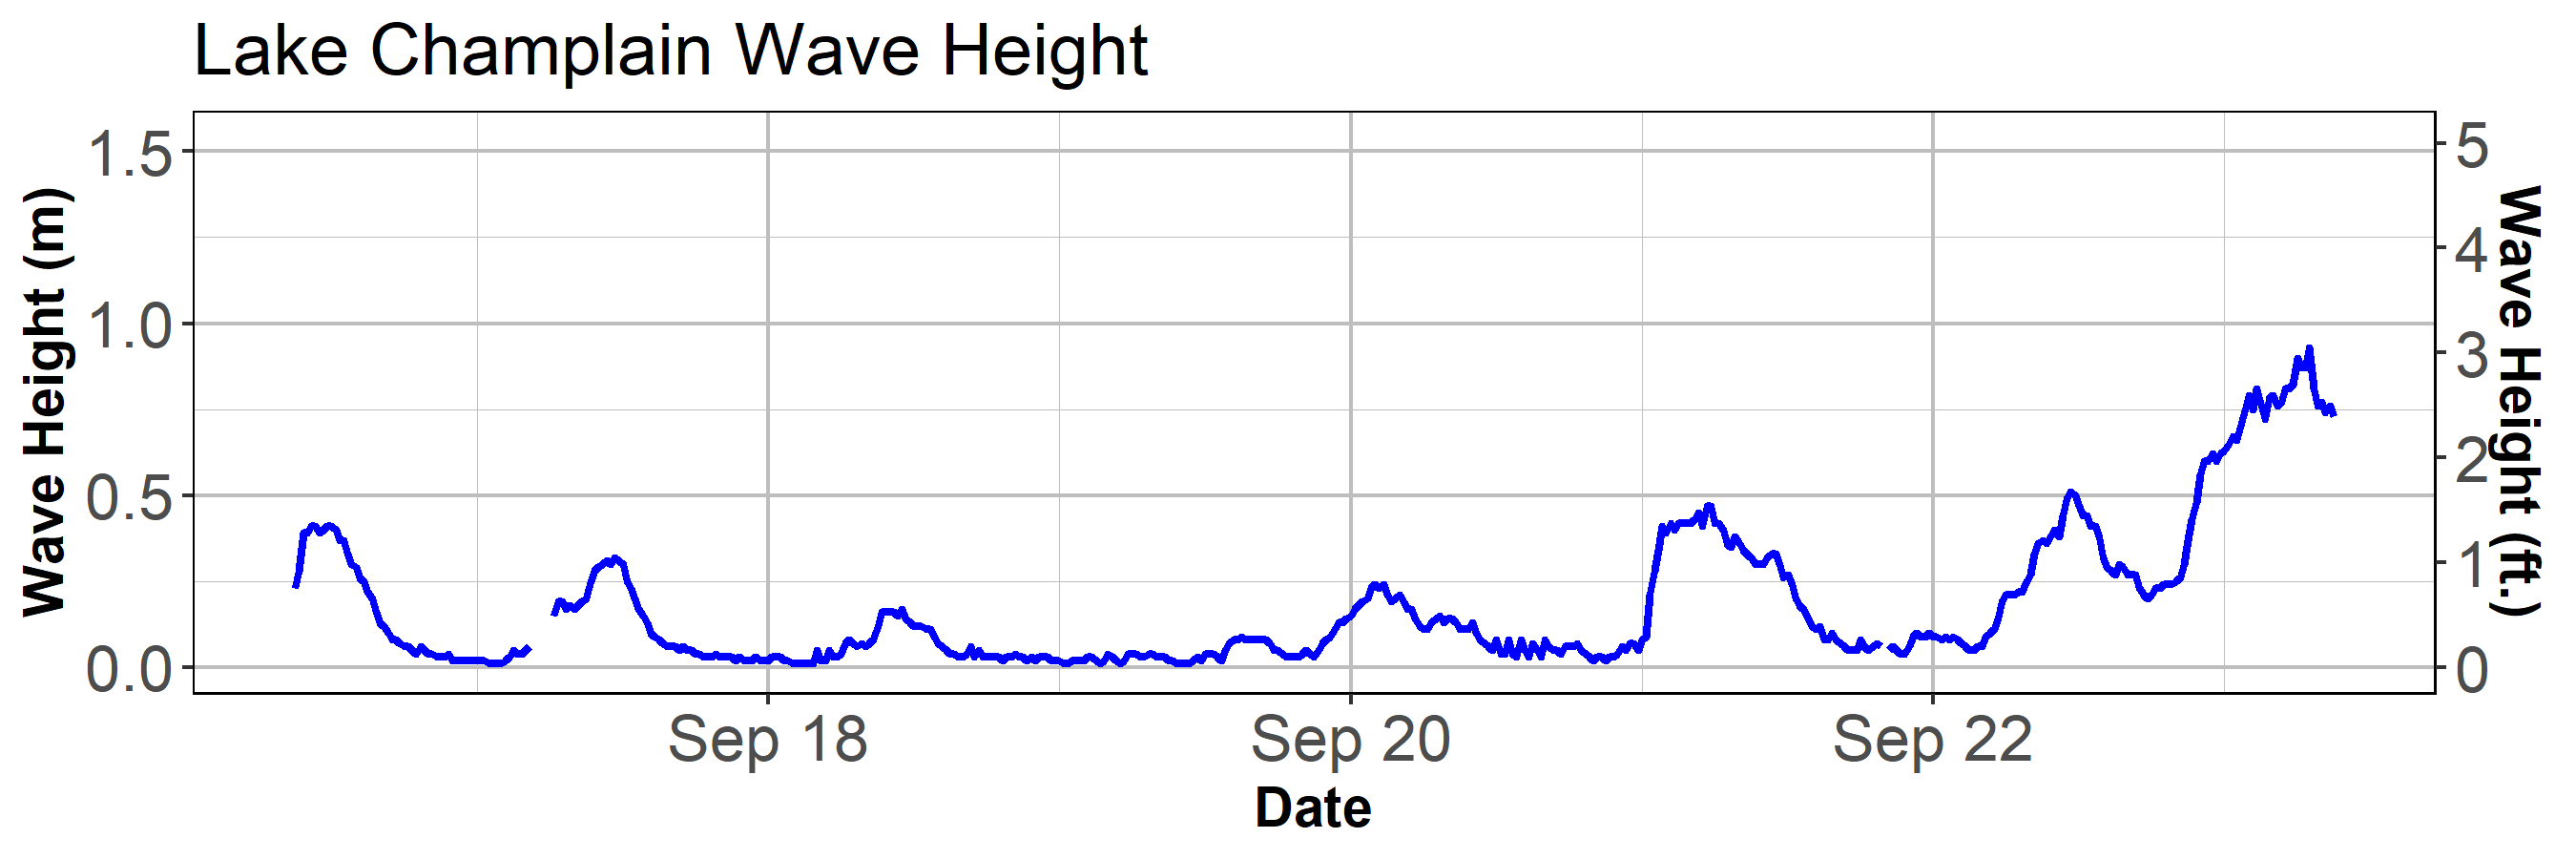 Lake Champlain Wave Height
Wave Height (m)
1.5
1.0
0.5
0.0
5
4
3
2
1
0
Wave Height (ft.)
Sep 18
Sep 20
Sep 22
Date